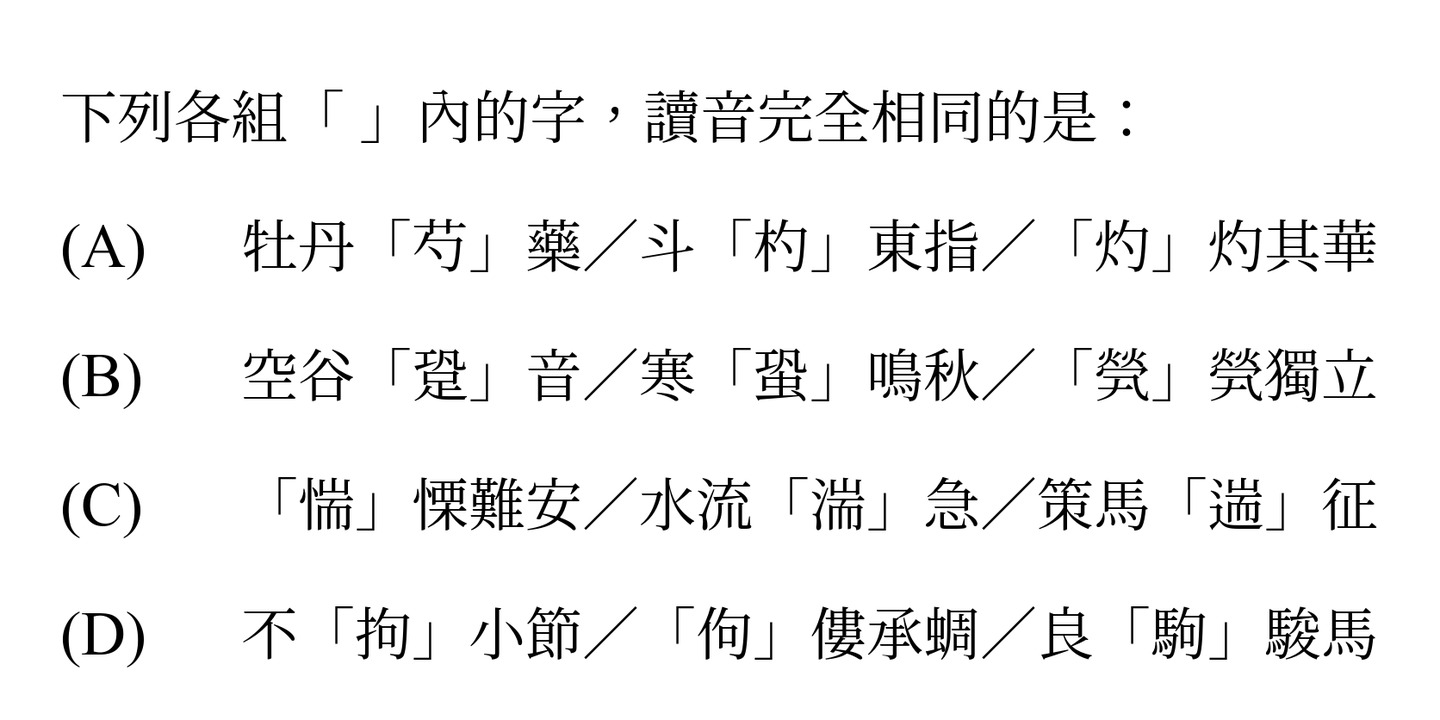 下列各組「 」內的字，讀音完全相同的是：
(A) 牡丹「芍」藥／斗「杓」東指／「灼」灼其華
(B) 空谷「跫」音／寒「蛩」鳴秋／「煢」煢獨立
(C) 「惴」慄難安／水流「湍」急／策馬「遄」征
(D) 不「拘」小節／「佝」僂承蜩／良「駒」駿馬